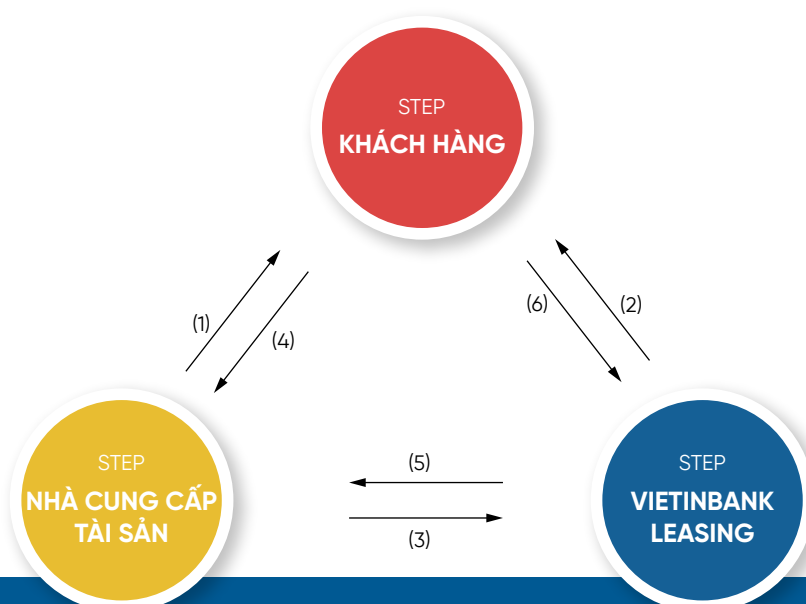 STEP
KHÁCH HÀNG
(1)
(4)
(6)
(2)
STEP
NHÀ CUNG CẤP
TÀI SẢN
(5)
(3)
STEP
VIETINBANK
LEASING